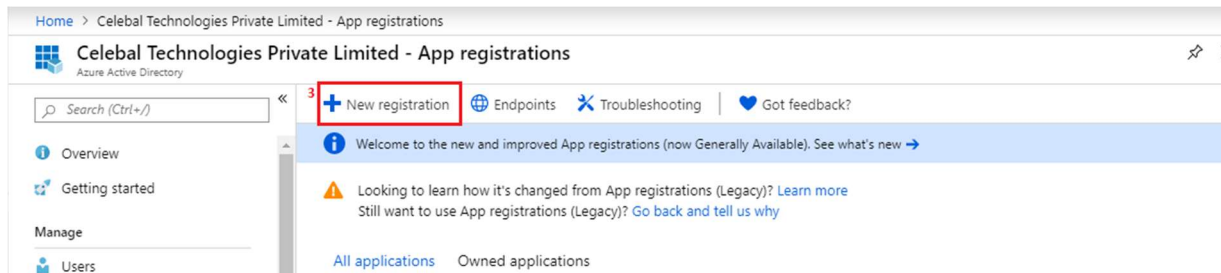 Home > Celebal Technologies Private Limited - App registrations
Celebal Technologies Private Limited - App registrations
Azure Active Directory
Search (Ctrl+/)
«
Overview
Getting started
Manage
Users
3
New registration Endpoints Troubleshooting Got feedback?
Welcome to the new and improved App registrations (now Generally Available). See what's new →
Looking to learn how it's changed from App registrations (Legacy)? Learn more
Still want to use App registrations (Legacy)? Go back and tell us why
All applications Owned applications